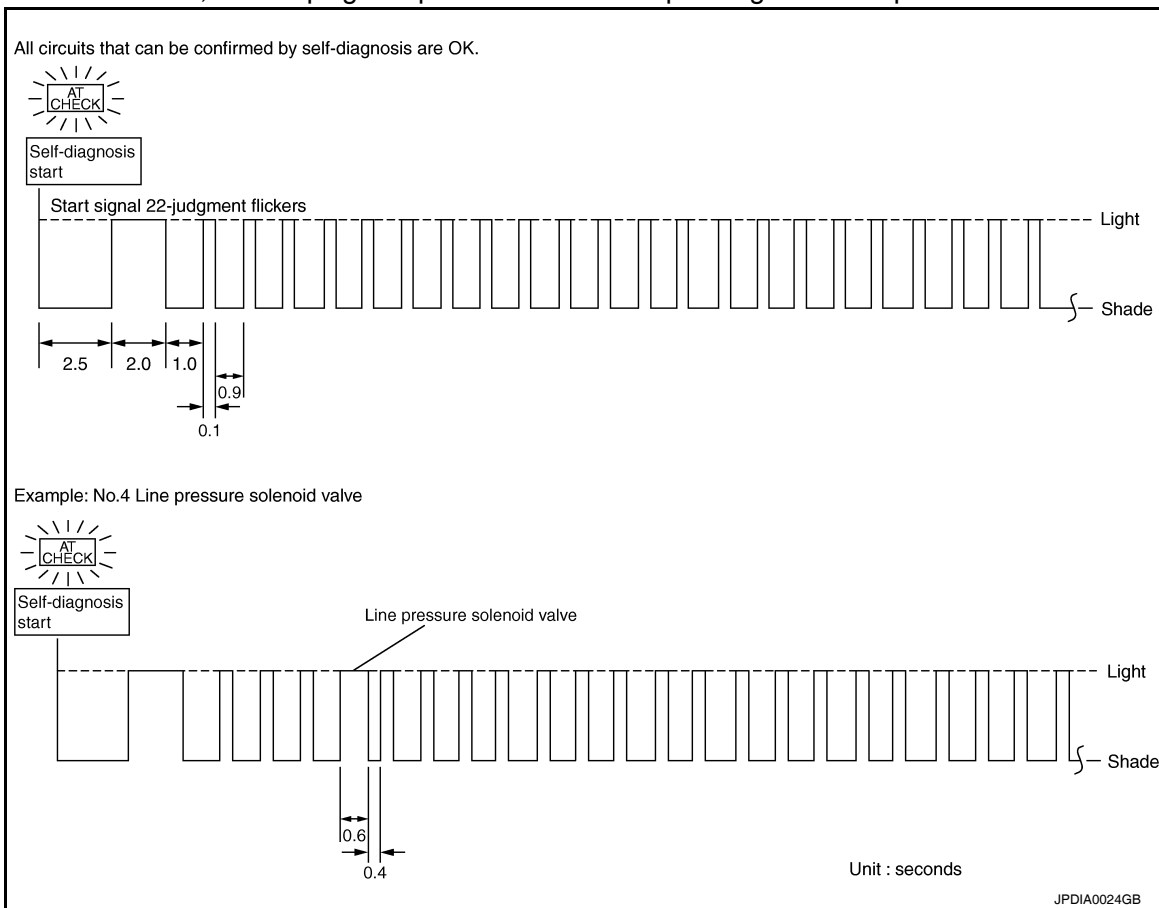 All circuits that can be confirmed by self-diagnosis are OK.
AT
CHECK
Self-diagnosis
start
Start signal 22-judgment flickers
Light
Shade
2.5
2.0
1.0
0.9
0.1
Example: No.4 Line pressure solenoid valve
AT
CHECK
Self-diagnosis
start
Line pressure solenoid valve
Light
Shade
0.6
0.4
Unit : seconds
JPDIA0024GB